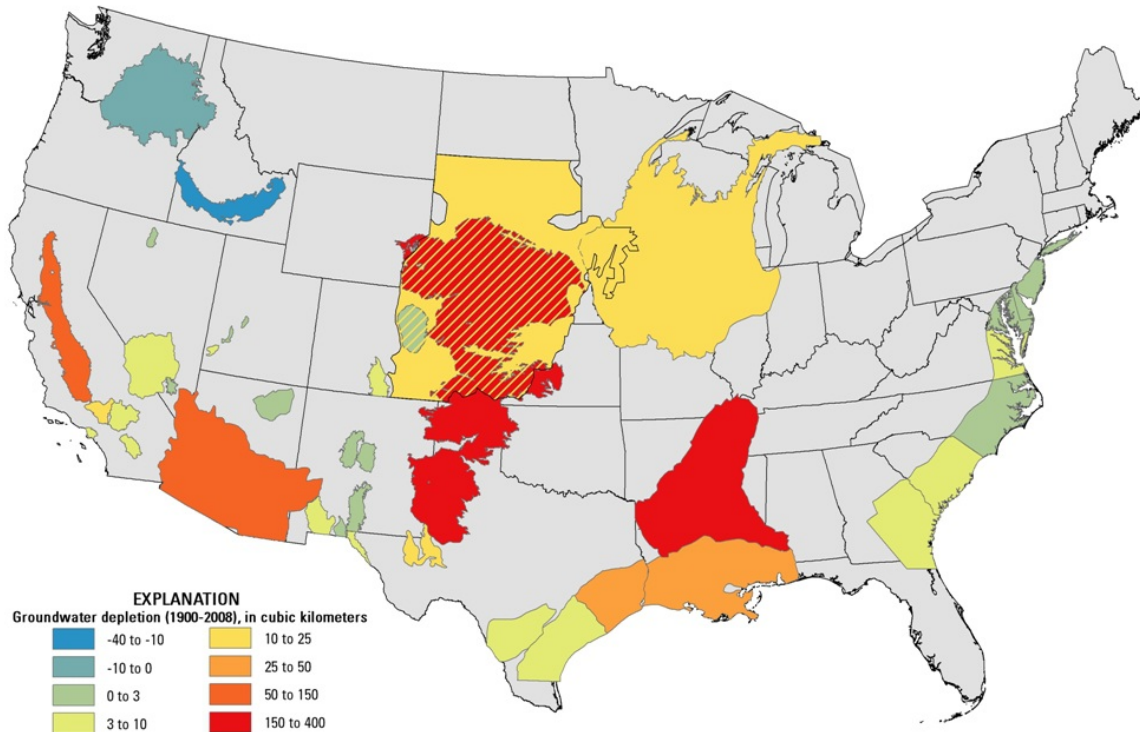 EXPLANATION
Groundwater depletion (1900-2008), in cubic kilometers
-40 to -10
-10 to 0
0 to 3
3 to 10
10 to 25
25 to 50
50 to 150
150 to 400